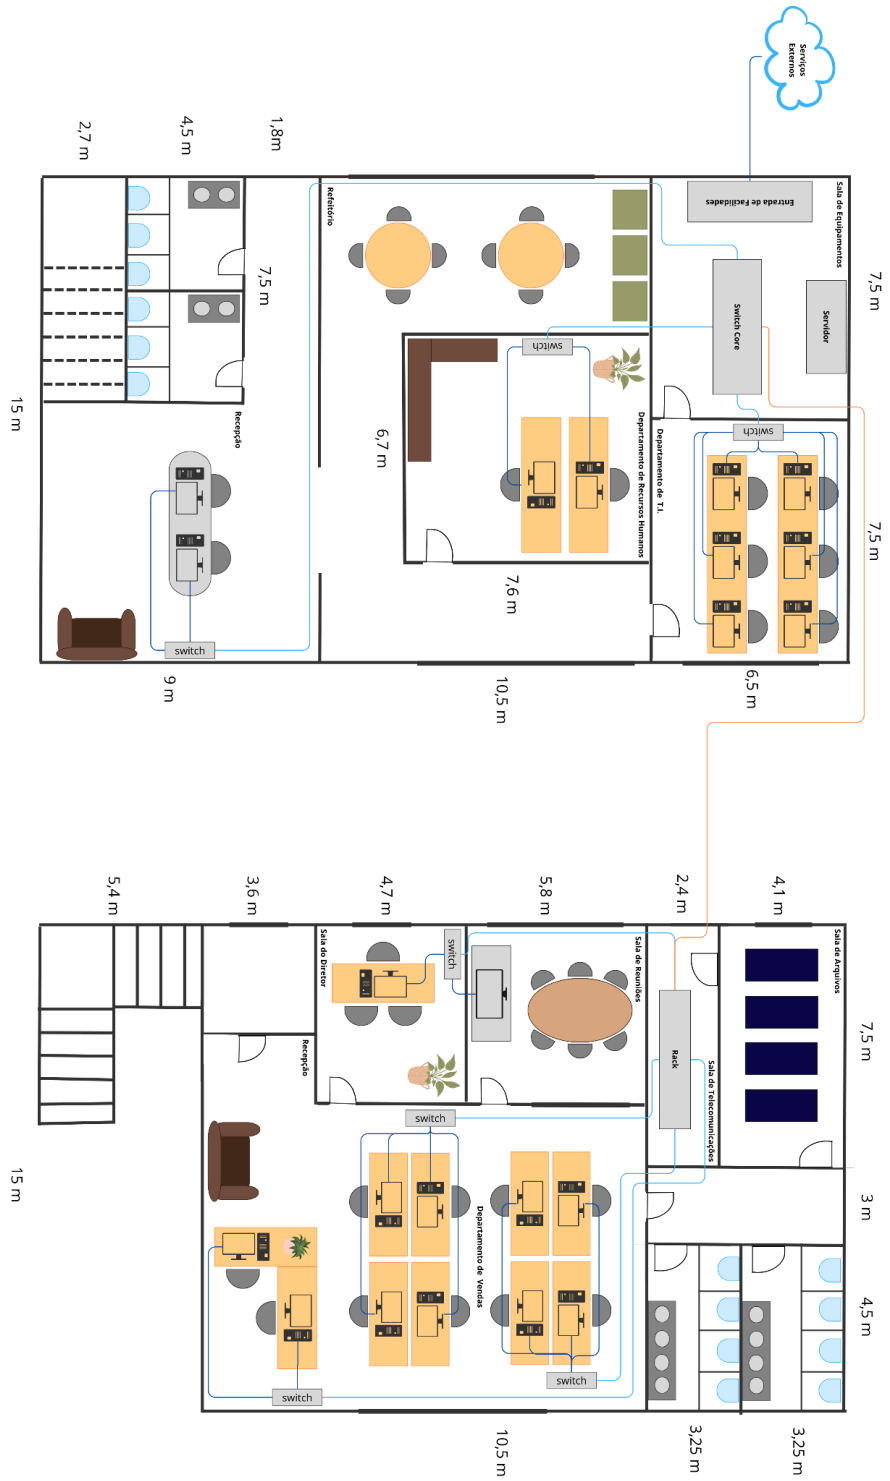 Serviços
Externos
2,7 m
4,5 m
1,8m
Refeitório
Entrada de Facilidades
Sala de Equipamentos
7,5 m
7,5 m
Switch Core
Servidor
switch
15 m
Recepção
6,7 m
Departamento de Recursos Humanos
Departamento de T.I.
switch
7,5 m
7,6 m
switch
9 m
10,5 m
6,5 m
5,4 m
3,6 m
4,7 m
5,8 m
2,4 m
4,1 m
Sala do Diretor
switch
Sala de Reuniões
Sala de Arquivos
Recepção
Rack
Sala de Telecomunicações
7,5 m
switch
15 m
3 m
Departamento de Vendas
4,5 m
switch
switch
10,5 m
3,25 m
3,25 m